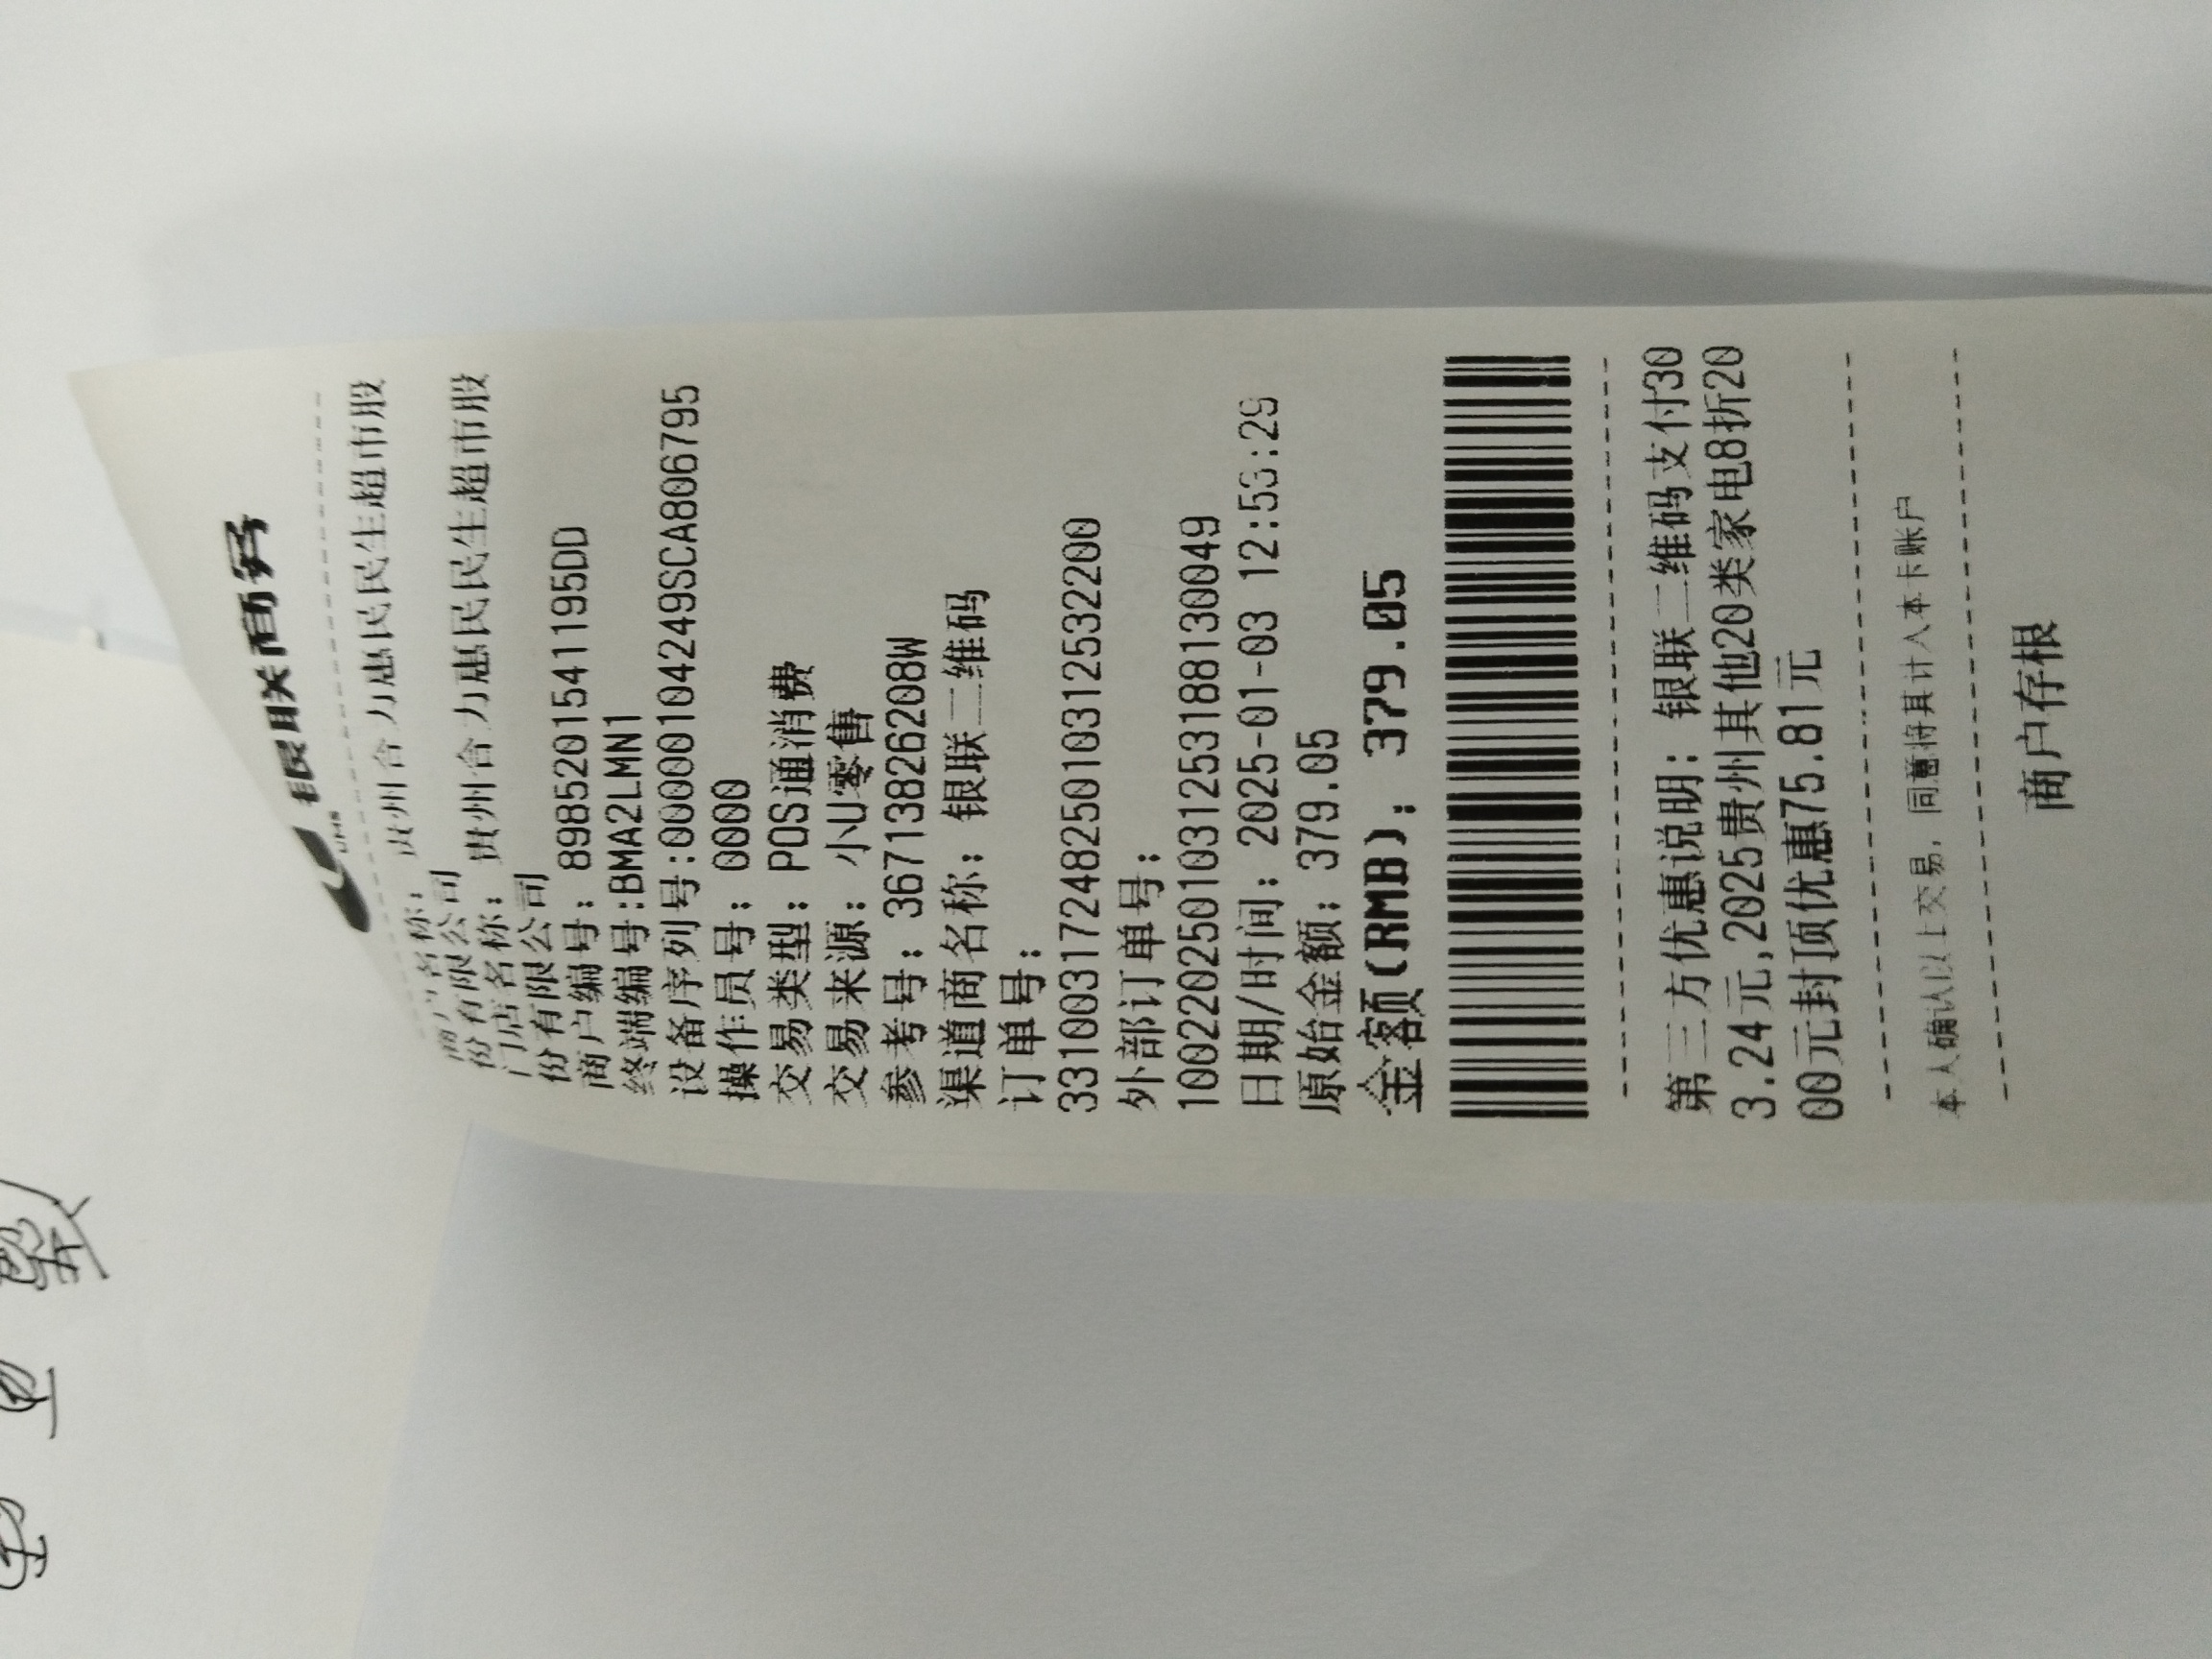 银联商务
UMS
商户名称： 贵州合力惠民民生超市股
份有限公司
门店名称： 贵州合力惠民民生超市股
份有限公司
商户编号： 8985201541195DD
终端编号:BMA2LMN1
设备序列号:00000104249SCA806795
操作员号： 0000
交易类型： POS通消费
交易来源： 小U零售
参考号： 36713826208W
渠道商名称： 银联二维码
订单号：
33100317248250103125322​00
外部订单号：
1002202501031253188130049
日期/时间： 2025-01-03 12:53:29
原始金额： 379.05
金额(RMB)： 379.05
第三方优惠说明： 银联二维码支付30
3.24元,2025贵州其他20类家电8折20
00元封顶优惠75.81元
本人确认以上交易，同意将其计入本卡账户
商户存根